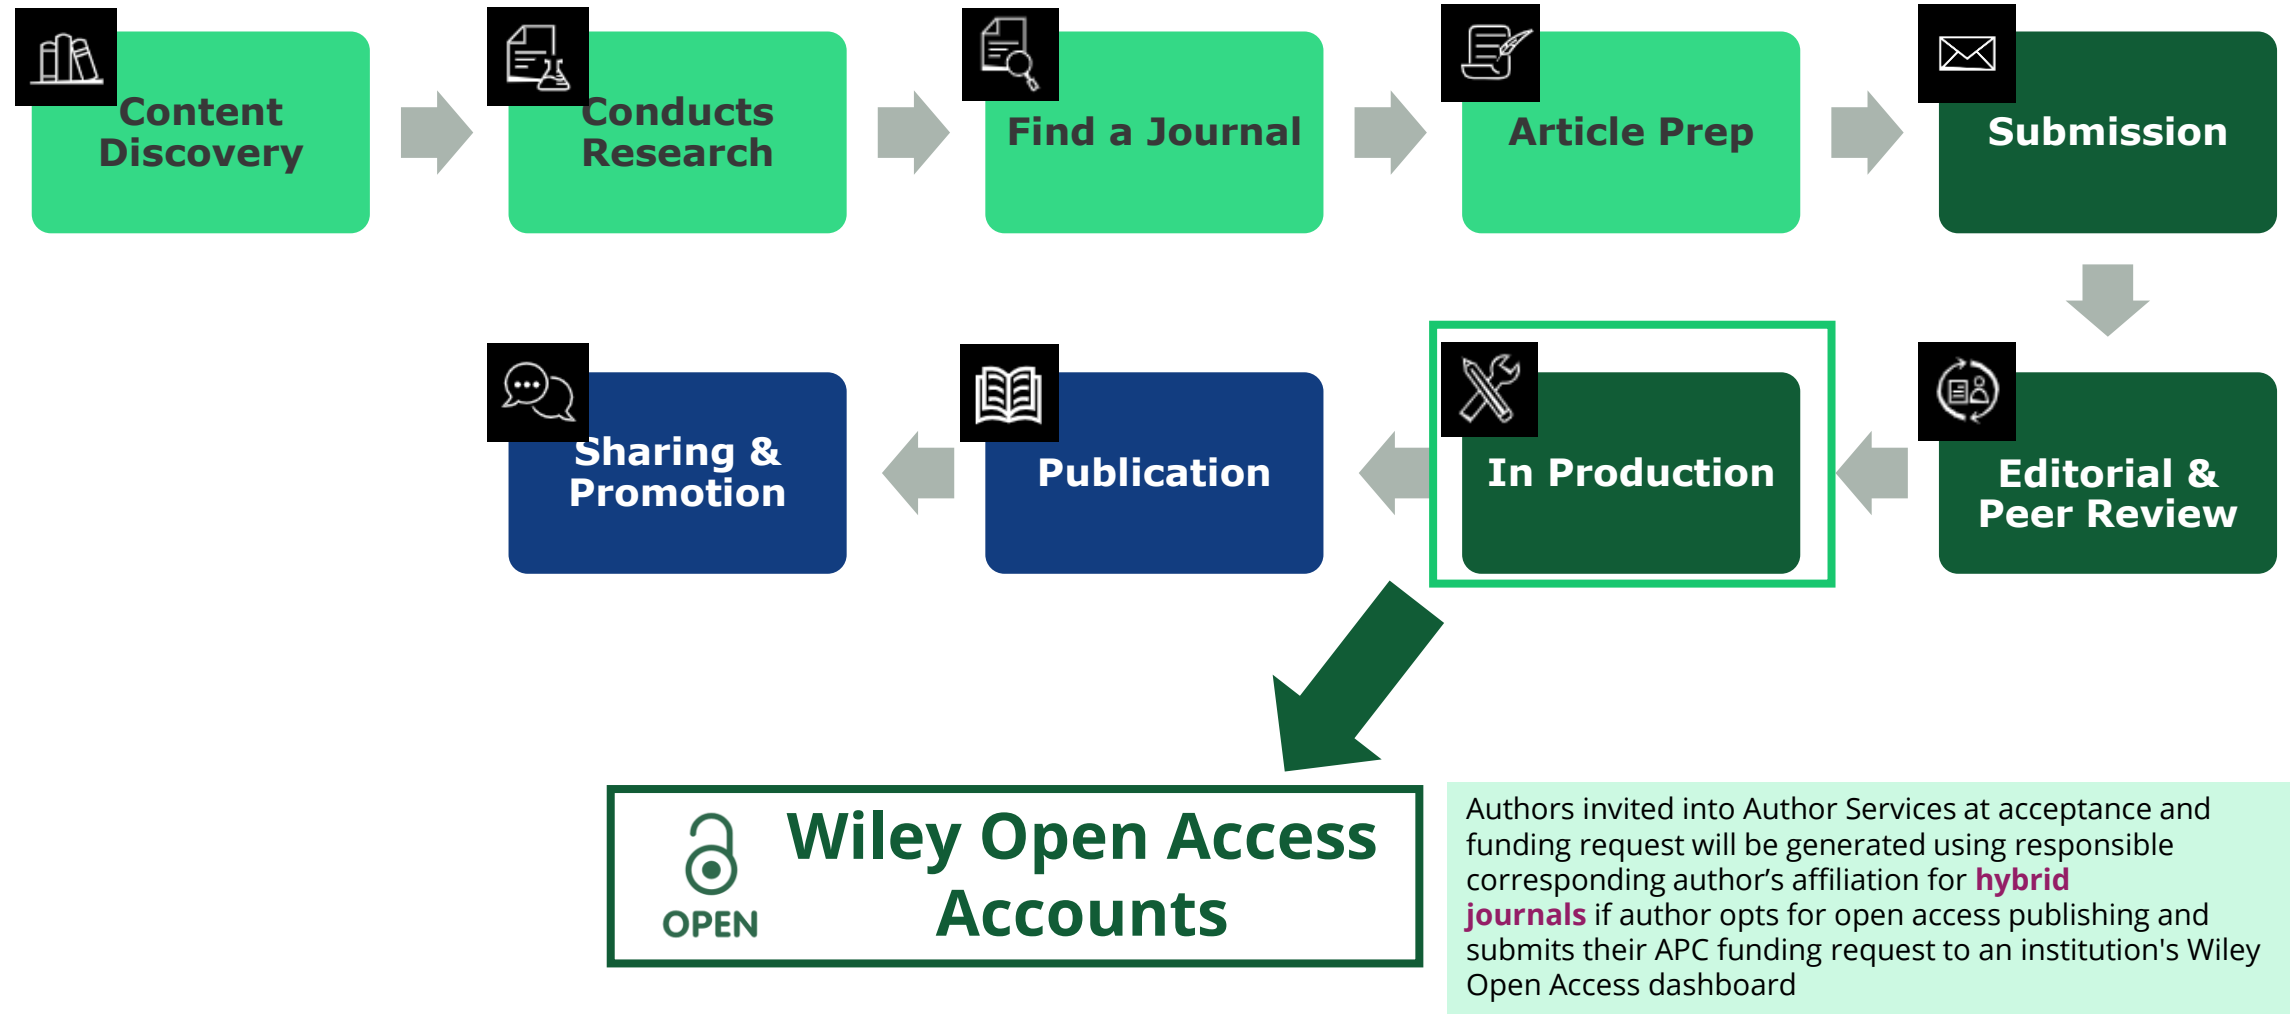 Content
Discovery
Conducts
Research
Find a Journal
Article Prep
Submission
Sharing &
Promotion
Publication
In Production
Editorial &
Peer Review
OPEN
Wiley Open Access
Accounts
Authors invited into Author Services at acceptance and
funding request will be generated using responsible
corresponding author’s affiliation for hybrid
journals if author opts for open access publishing and
submits their APC funding request to an institution's Wiley
Open Access dashboard